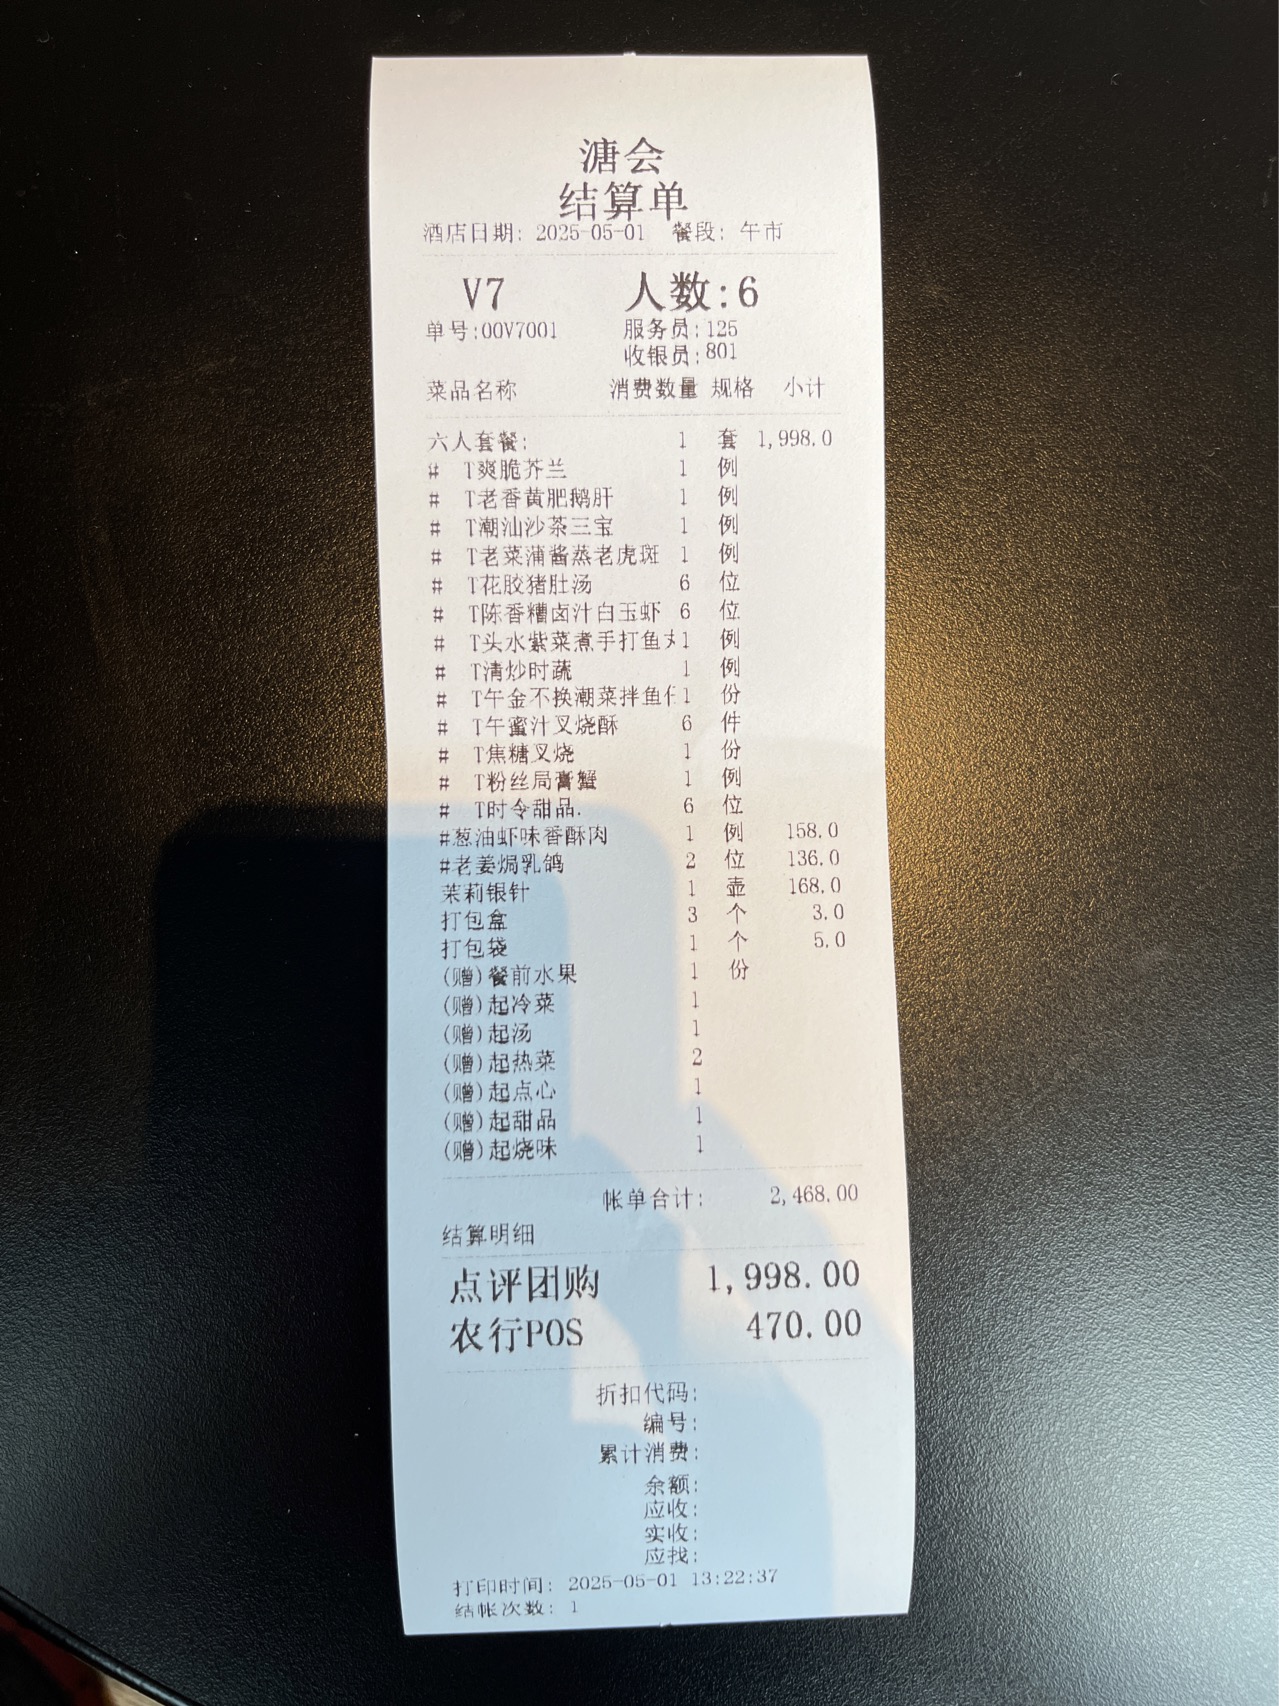 溏会
结算单
酒店日期: 2025-05-01 餐段: 午市
V7 人数:6
单号:00V7001 服务员:125
收银员:801
菜品名称 消费数量 规格 小计
六人套餐: 1 套 1,998.0
# T爽脆芥兰 1 例
# T老香黄肥鹅肝 1 例
# T潮汕沙茶三宝 1 例
# T老菜蒲酱蒸老虎斑 1 例
# T花胶猪肚汤 6 位
# T陈香糟卤汁白玉虾 6 位
# T头水紫菜煮手打鱼 1 例
# T清炒时蔬 1 例
# T午金不换潮菜拌鱼 1 份
# T午蜜汁叉烧酥 6 件
# T焦糖叉烧 1 份
# T粉丝局膏蟹 1 例
# T时令甜品. 6 位
#葱油虾味香酥肉 1 例 158.0
#老姜焗乳鸽 2 位 136.0
茉莉银针 1 壶 168.0
打包盒 3 个 3.0
打包袋 1 个 5.0
(赠)餐前水果 1 份
(赠)起冷菜 1
(赠)起汤 1
(赠)起热菜 2
(赠)起点心 1
(赠)起甜品 1
(赠)起烧味 1
帐单合计: 2,468.00
结算明细
点评团购 1,998.00
农行POS 470.00
折扣代码:
编号:
累计消费:
余额:
应收:
实收:
应找:
打印时间: 2025-05-01 13:22:37
结帐次数: 1